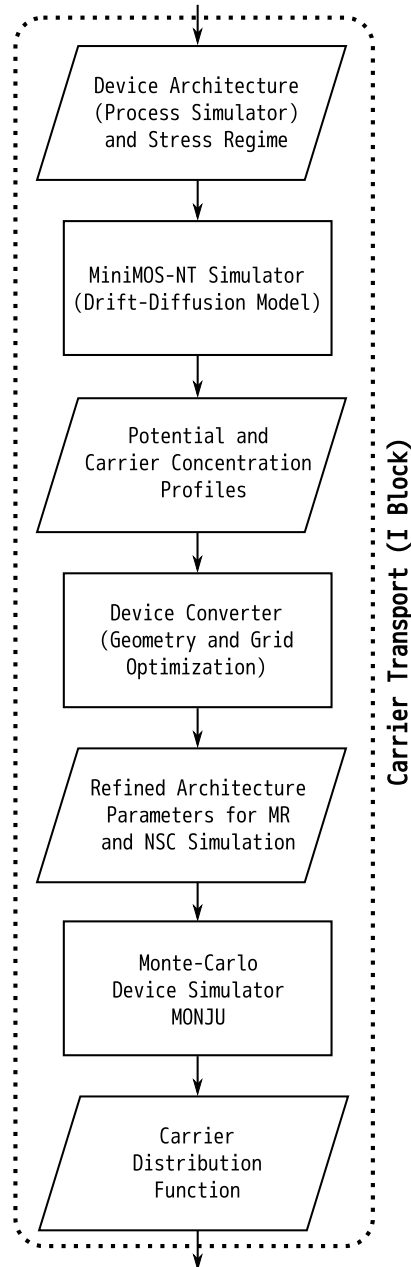 Device Architecture
(Process Simulator)
and Stress Regime
MiniMOS-NT Simulator
(Drift-Diffusion Model)
Potential and
Carrier Concentration
Profiles
Device Converter
(Geometry and Grid
Optimization)
Refined Architecture
Parameters for MR
and NSC Simulation
Monte-Carlo
Device Simulator
MONJU
Carrier
Distribution
Function
Carrier Transport (I Block)